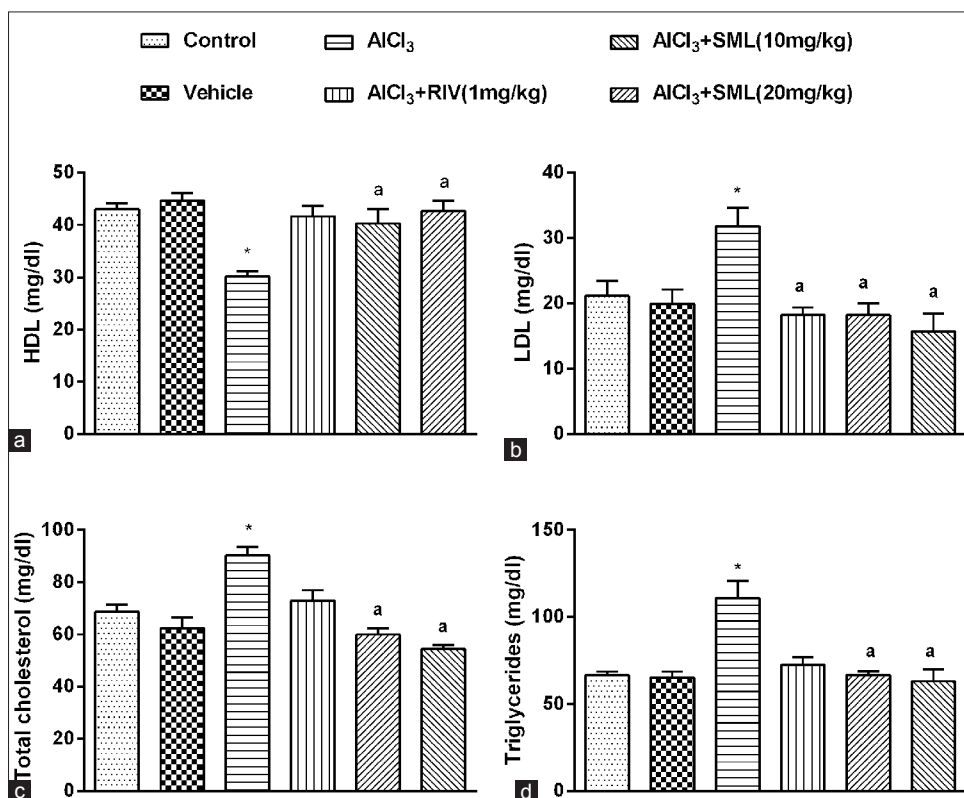 Control AlCl₃ AlCl₃+SML(10mg/kg)
Vehicle AlCl₃+RIV(1mg/kg) AlCl₃+SML(20mg/kg)
50
40
30
20
10
0
HDL (mg/dl)
*
a a
a
40
30
20
10
0
LDL (mg/dl)
*
a a a
b
100
80
60
40
20
0
Total cholesterol (mg/dl)
*
a a
c
150
100
50
0
Triglycerides (mg/dl)
*
a a
d